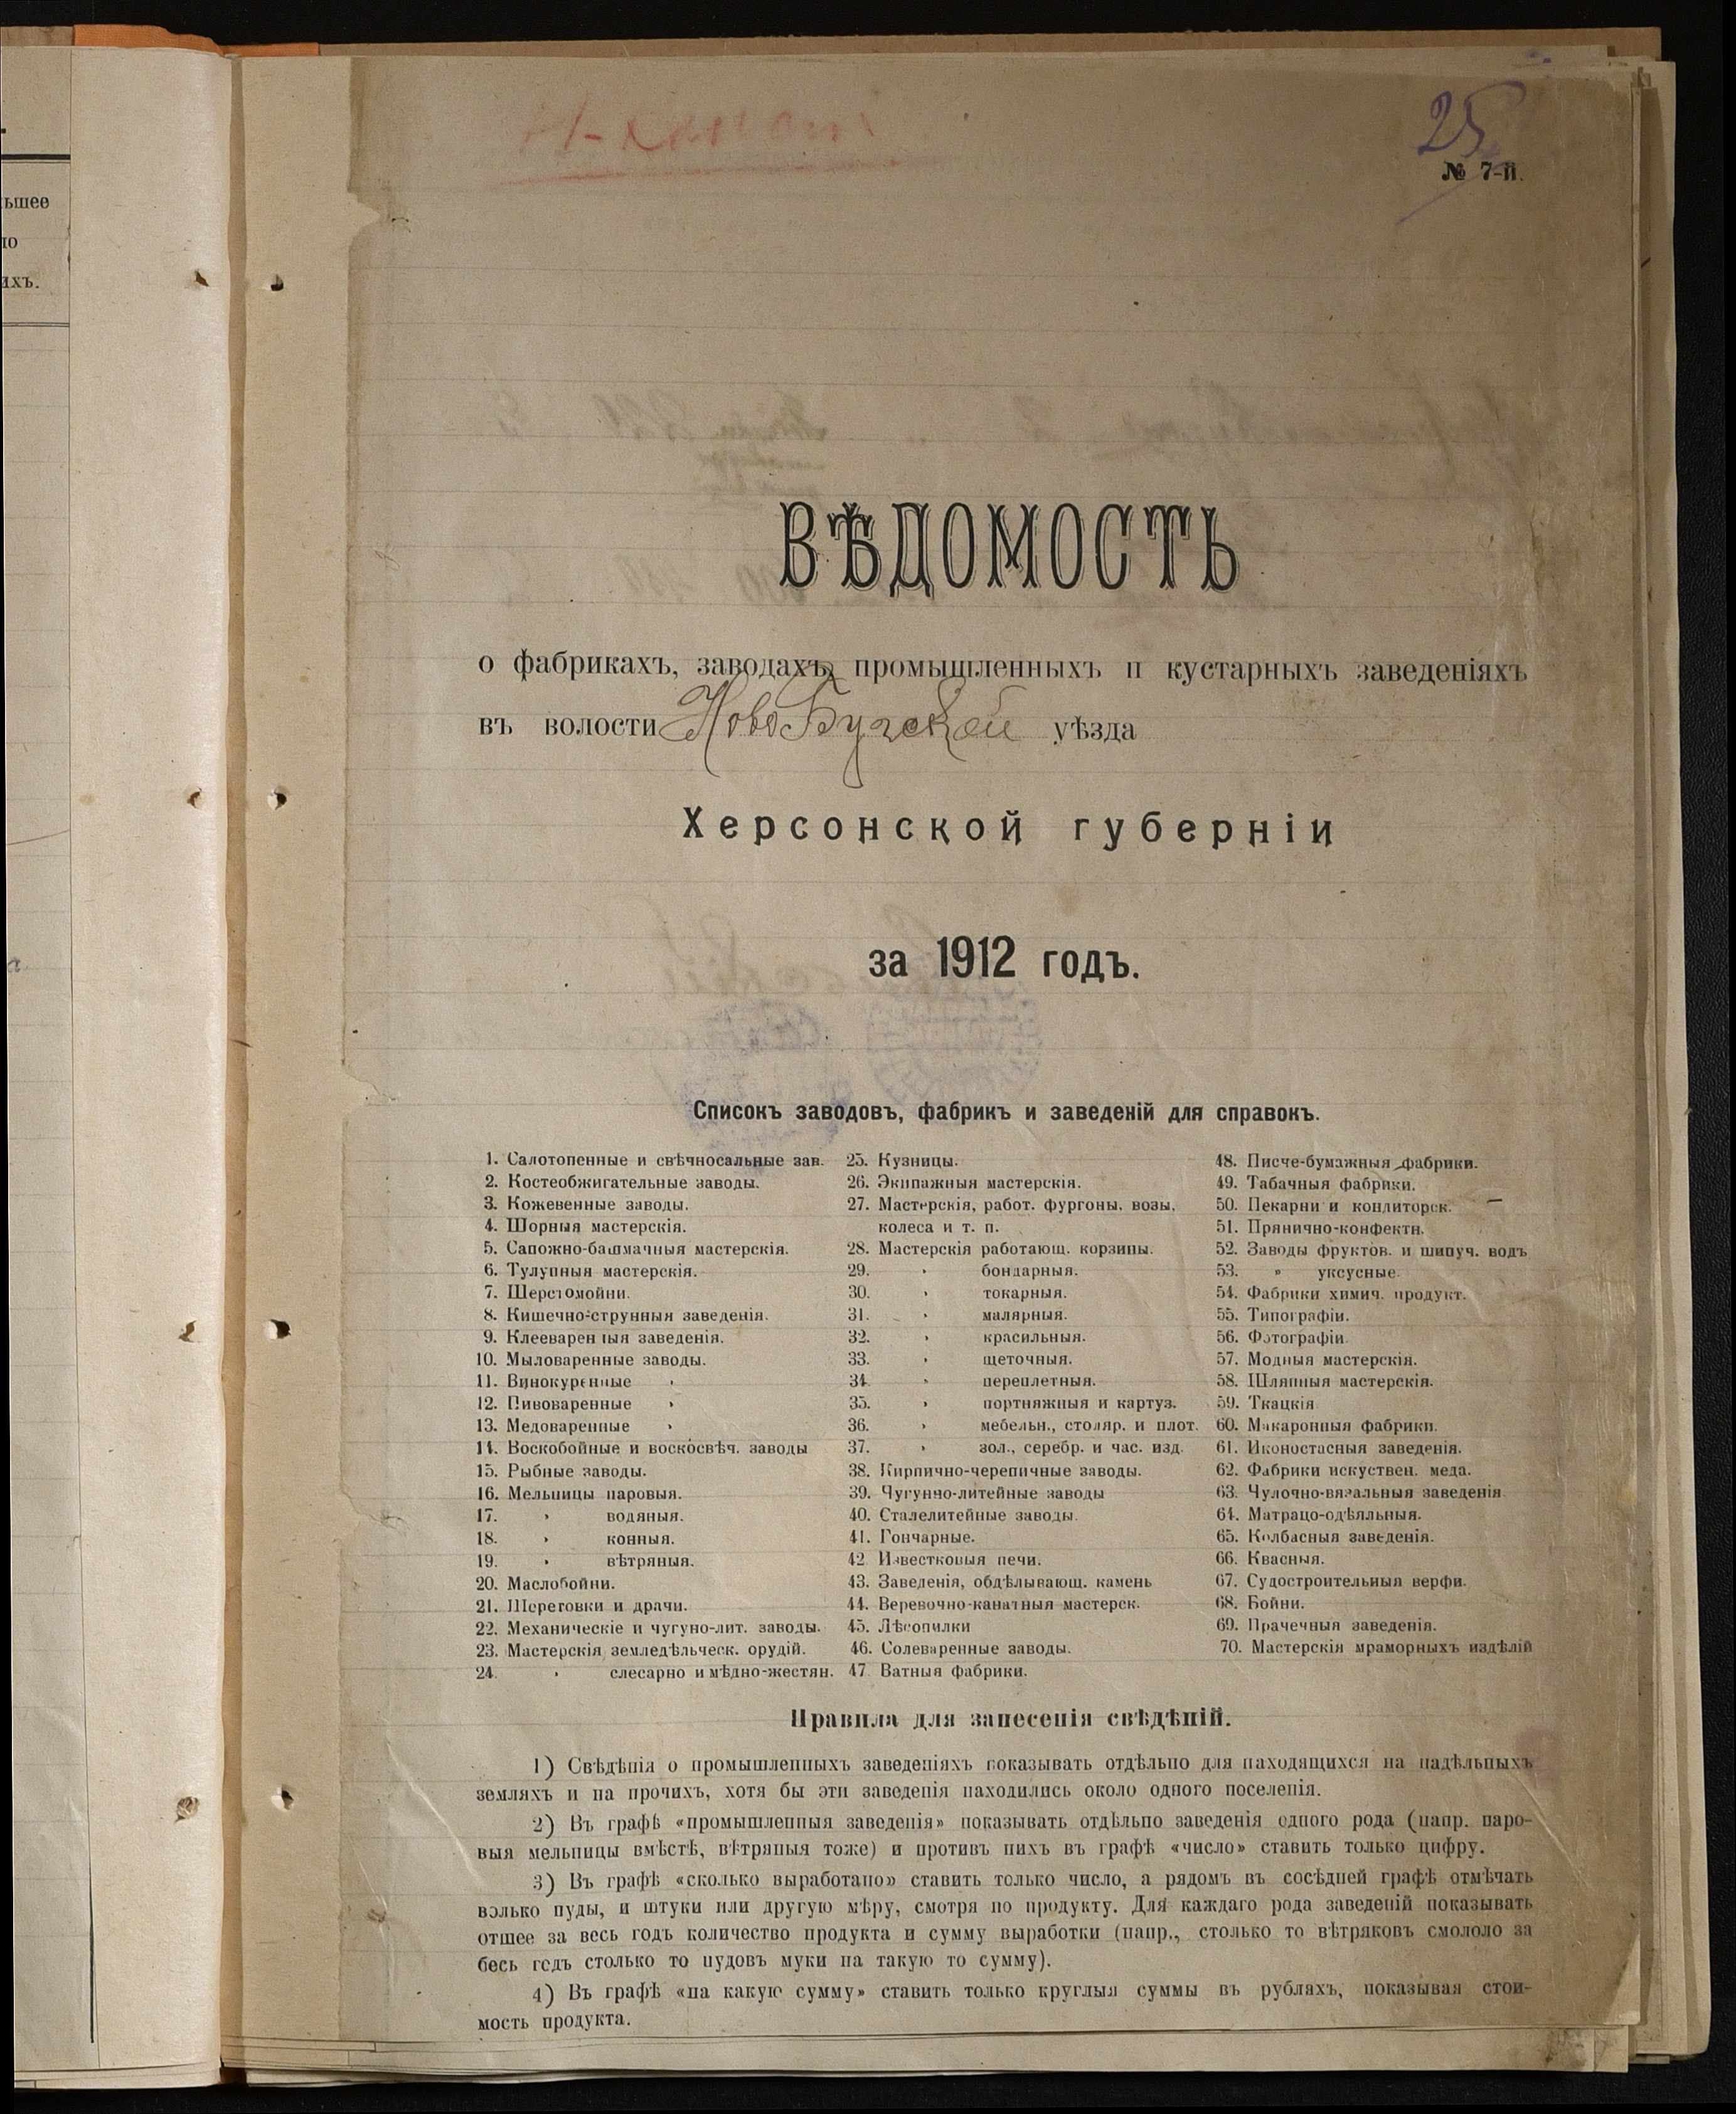 ьшее
ихъ.
25
№ 7-й.
ВѢДОМОСТЬ
о фабрикахъ, заводахъ, промышленныхъ и кустарныхъ заведеніяхъ
въ волости НовоБугской уѣзда
Херсонской губерніи
за 1912 годъ.
Списокъ заводовъ, фабрикъ и заведеній для справокъ.
1. Салотопенные и свѣчносальные зав.
2. Костеобжигательные заводы.
3. Кожевенные заводы.
4. Шорныя мастерскія.
5. Сапожно-башмачныя мастерскія.
6. Тулупныя мастерскія.
7. Шерстомойни.
8. Кишечно-струнныя заведенія.
9. Клееваренныя заведенія.
10. Мыловаренные заводы.
11. Винокуренные »
12. Пивоваренные »
13. Медоваренные »
14. Воскобойные и воскосвѣч. заводы
15. Рыбные заводы.
16. Мельницы паровыя.
17. » водяныя.
18. » конныя.
19. » вѣтряныя.
20. Маслобойни.
21. Шереговки и драчи.
22. Механическіе и чугуно-лит. заводы.
23. Мастерскія земледѣльческ. орудій.
24. » слесарно и мѣдно-жестян.
25. Кузницы.
26. Экипажныя мастерскія.
27. Мастерскія, работ. фургоны, возы,
колеса и т. п.
28. Мастерскія работающ. корзины.
29. » бондарныя.
30. » токарныя.
31. » малярныя.
32. » красильныя.
33. » щеточныя.
34. » переплетныя.
35. » портняжныя и картуз.
36. » мебельн., столяр. и плот.
37. » зол., серебр. и час. изд.
38. Кирпично-черепичные заводы.
39. Чугунно-литейные заводы
40. Сталелитейные заводы.
41. Гончарные.
42. Известковыя печи.
43. Заведенія, обдѣлывающ. камень
44. Веревочно-канатныя мастерск.
45. Лѣсопилки
46. Солеваренные заводы.
47. Ватныя фабрики.
48. Писче-бумажныя фабрики.
49. Табачныя фабрики.
50. Пекарни и кондиторск.
51. Прянично-конфектн.
52. Заводы фруктов. и шипуч. водъ
53. » уксусные.
54. Фабрики химич. продукт.
55. Типографіи.
56. Фотографіи.
57. Модныя мастерскія.
58. Шляпныя мастерскія.
59. Ткацкія
60. Макаронныя фабрики.
61. Иконостасныя заведенія.
62. Фабрики искуствен. меда.
63. Чулочно-вязальныя заведенія
64. Матрацо-одѣяльныя.
65. Колбасныя заведенія.
66. Квасныя.
67. Судостроительныя верфи.
68. Бойни.
69. Прачечныя заведенія.
70. Мастерскія мраморныхъ издѣлій
Правила для занесенія свѣдѣній.
1) Свѣдѣнія о промышленныхъ заведеніяхъ показывать отдѣльно для находящихся на надѣльныхъ
земляхъ и на прочихъ, хотя бы эти заведенія находились около одного поселенія.
2) Въ графѣ «промышленныя заведенія» показывать отдѣльно заведенія одного рода (напр. паро-
выя мельницы вмѣстѣ, вѣтряныя тоже) и противъ нихъ въ графѣ «число» ставить только цифру.
3) Въ графѣ «сколько выработано» ставить только число, а рядомъ въ сосѣдней графѣ отмѣчать
волько пуды, и штуки или другую мѣру, смотря по продукту. Для каждаго рода заведеній показывать
отшее за весь годъ количество продукта и сумму выработки (напр., столько то вѣтряковъ смололо за
бесь годъ столько то пудовъ муки на такую то сумму).
4) Въ графѣ «на какую сумму» ставить только круглыя суммы въ рубляхъ, показывая стои-
мость продукта.